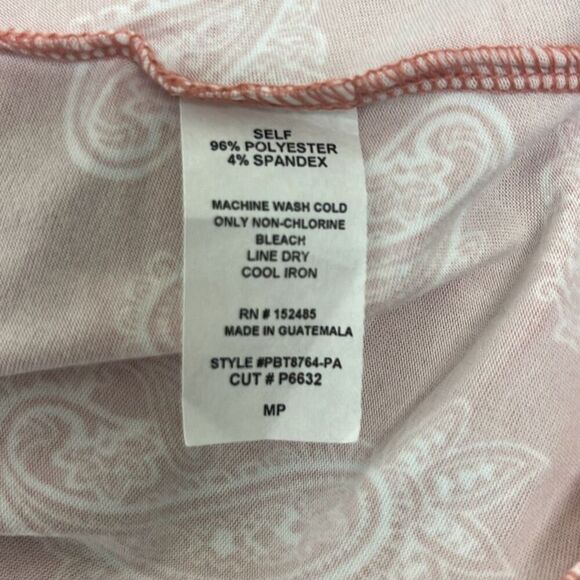 SELF
96% POLYESTER
4% SPANDEX
MACHINE WASH COLD
ONLY NON-CHLORINE
BLEACH
LINE DRY
COOL IRON
RN # 152485
MADE IN GUATEMALA
STYLE #PBT8764-PA
CUT # P6632
MP